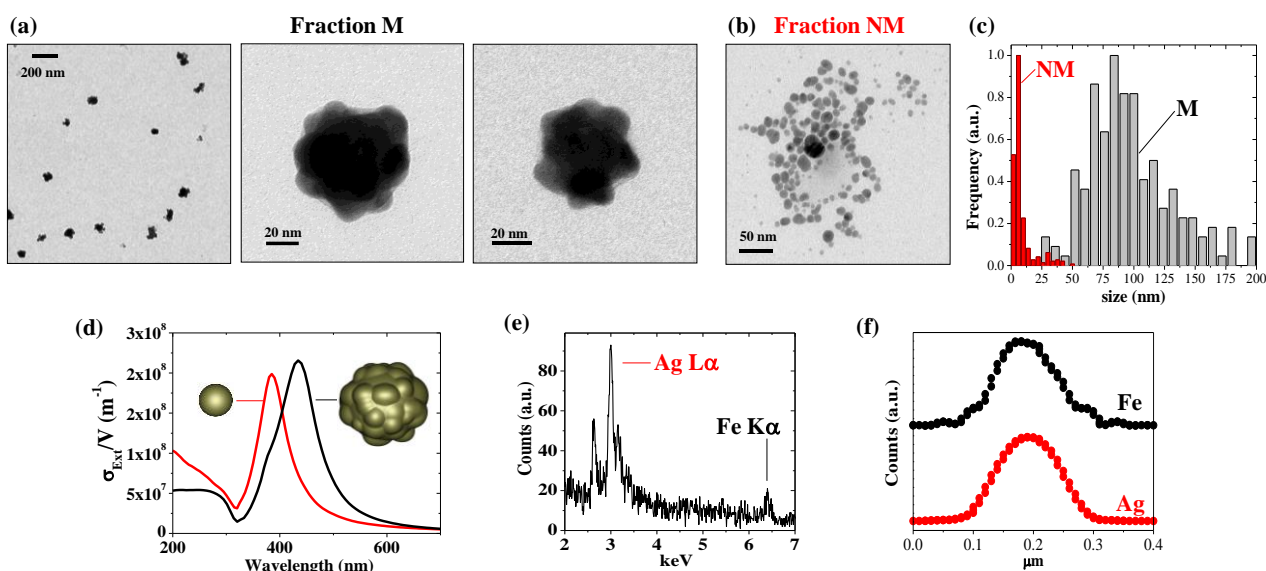 (a) Fraction M (b) Fraction NM (c)
200 nm
20 nm
20 nm
50 nm
Frequency (a.u.)
1.0
0.8
0.6
0.4
0.2
0.0
NM
M
0 25 50 75 100 125 150 175 200
size (nm)
(d)
σExt/V (m⁻¹)
3x10⁸
2x10⁸
2x10⁸
1x10⁸
5x10⁷
0
200 400 600
Wavelength (nm)
(e)
Counts (a.u.)
80
60
40
20
0
Ag Lα
Fe Kα
2 3 4 5 6 7
keV
(f)
Counts (a.u.)
Fe
Ag
0.0 0.1 0.2 0.3 0.4
μm